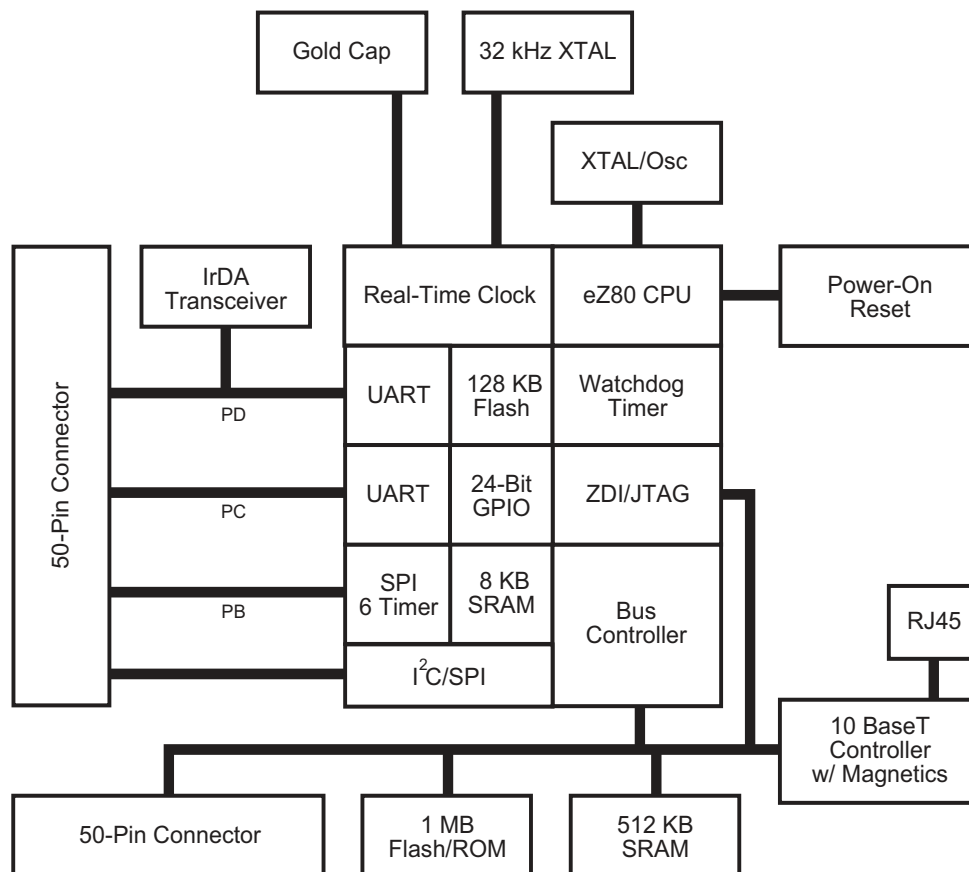 Gold Cap
32 kHz XTAL
XTAL/Osc
IrDA
Transceiver
Real-Time Clock
eZ80 CPU
Power-On
Reset
50-Pin Connector
PD
UART
128 KB
Flash
Watchdog
Timer
PC
UART
24-Bit
GPIO
ZDI/JTAG
PB
SPI
6 Timer
8 KB
SRAM
Bus
Controller
RJ45
I²C/SPI
10 BaseT
Controller
w/ Magnetics
50-Pin Connector
1 MB
Flash/ROM
512 KB
SRAM